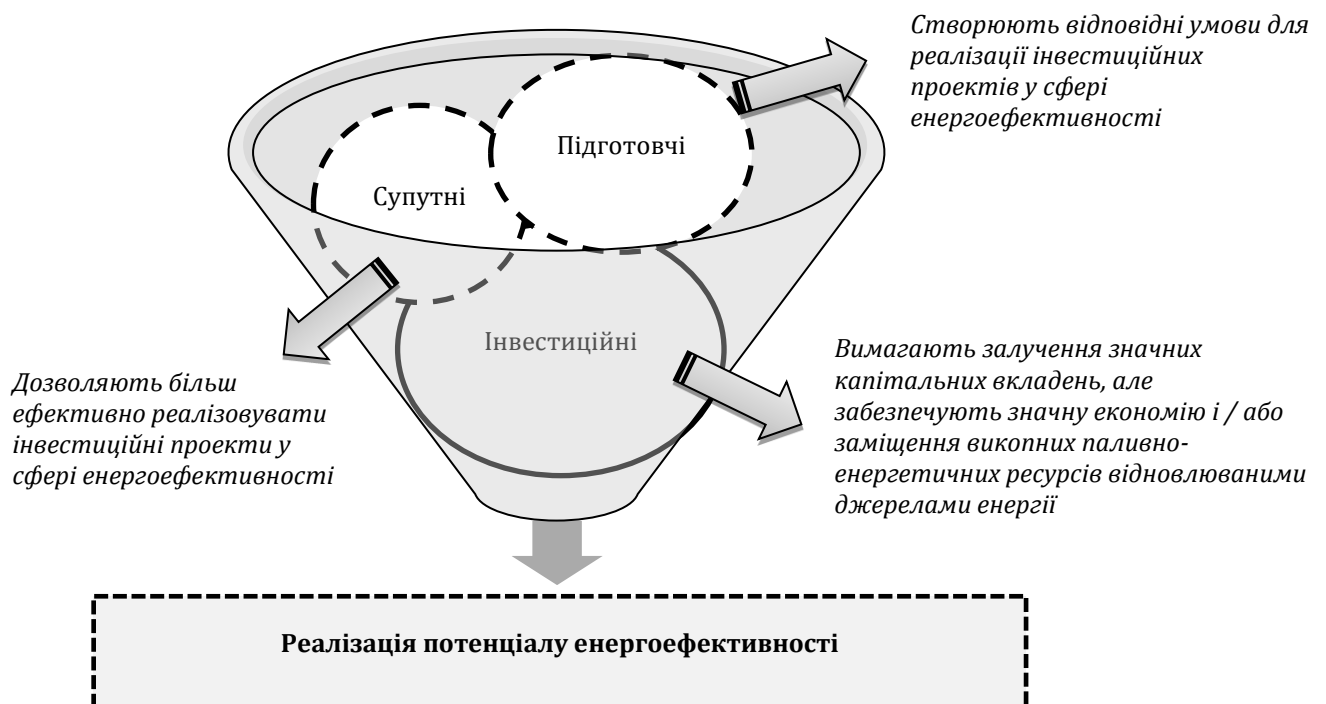 Створюють відповідні умови для
реалізації інвестиційних
проектів у сфері
енергоефективності
Підготовчі
Супутні
Інвестиційні
Дозволяють більш
ефективно реалізовувати
інвестиційні проекти у
сфері енергоефективності
Вимагають залучення значних
капітальних вкладень, але
забезпечують значну економію і / або
заміщення викопних паливно-
енергетичних ресурсів відновлюваними
джерелами енергії
Реалізація потенціалу енергоефективності